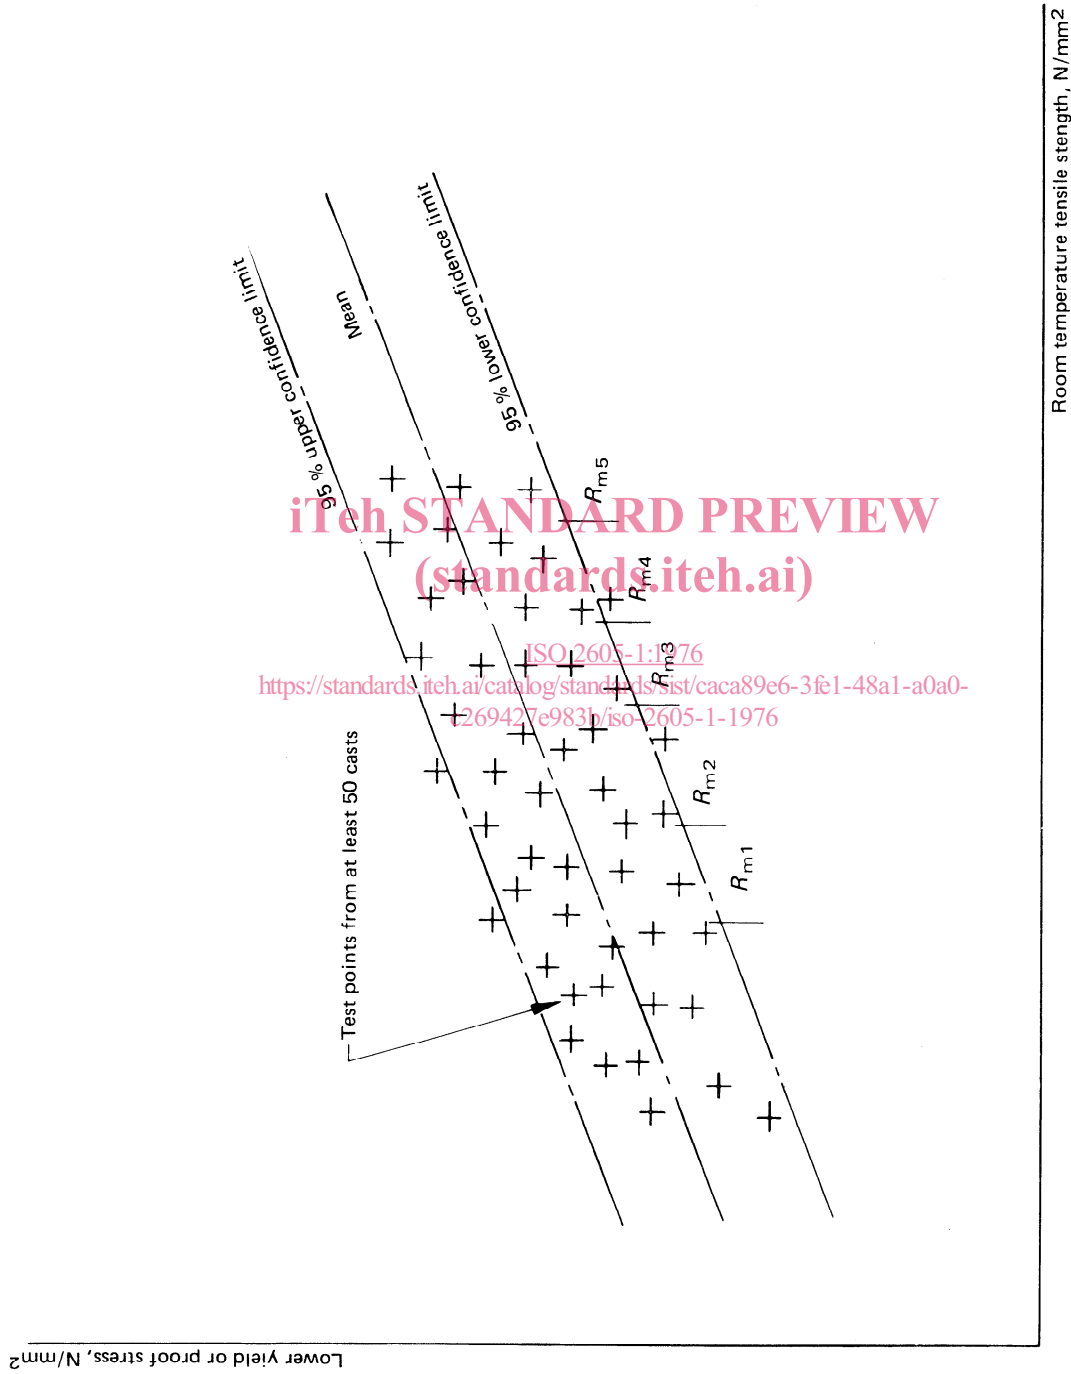 Room temperature tensile stength, N/mm2
95 % upper confidence limit
Mean
95 % lower confidence limit
Rm5
iTeh STANDARD PREVIEW
(standards.iteh.ai)
Rm4
ISO 2605-1:1976
Rm3
https://standards.iteh.ai/catalog/standards/sist/caca89e6-3fe1-48a1-a0a0-
c269427e983b/iso-2605-1-1976
Rm2
Rm1
Test points from at least 50 casts
Lower yield or proof stress, N/mm2